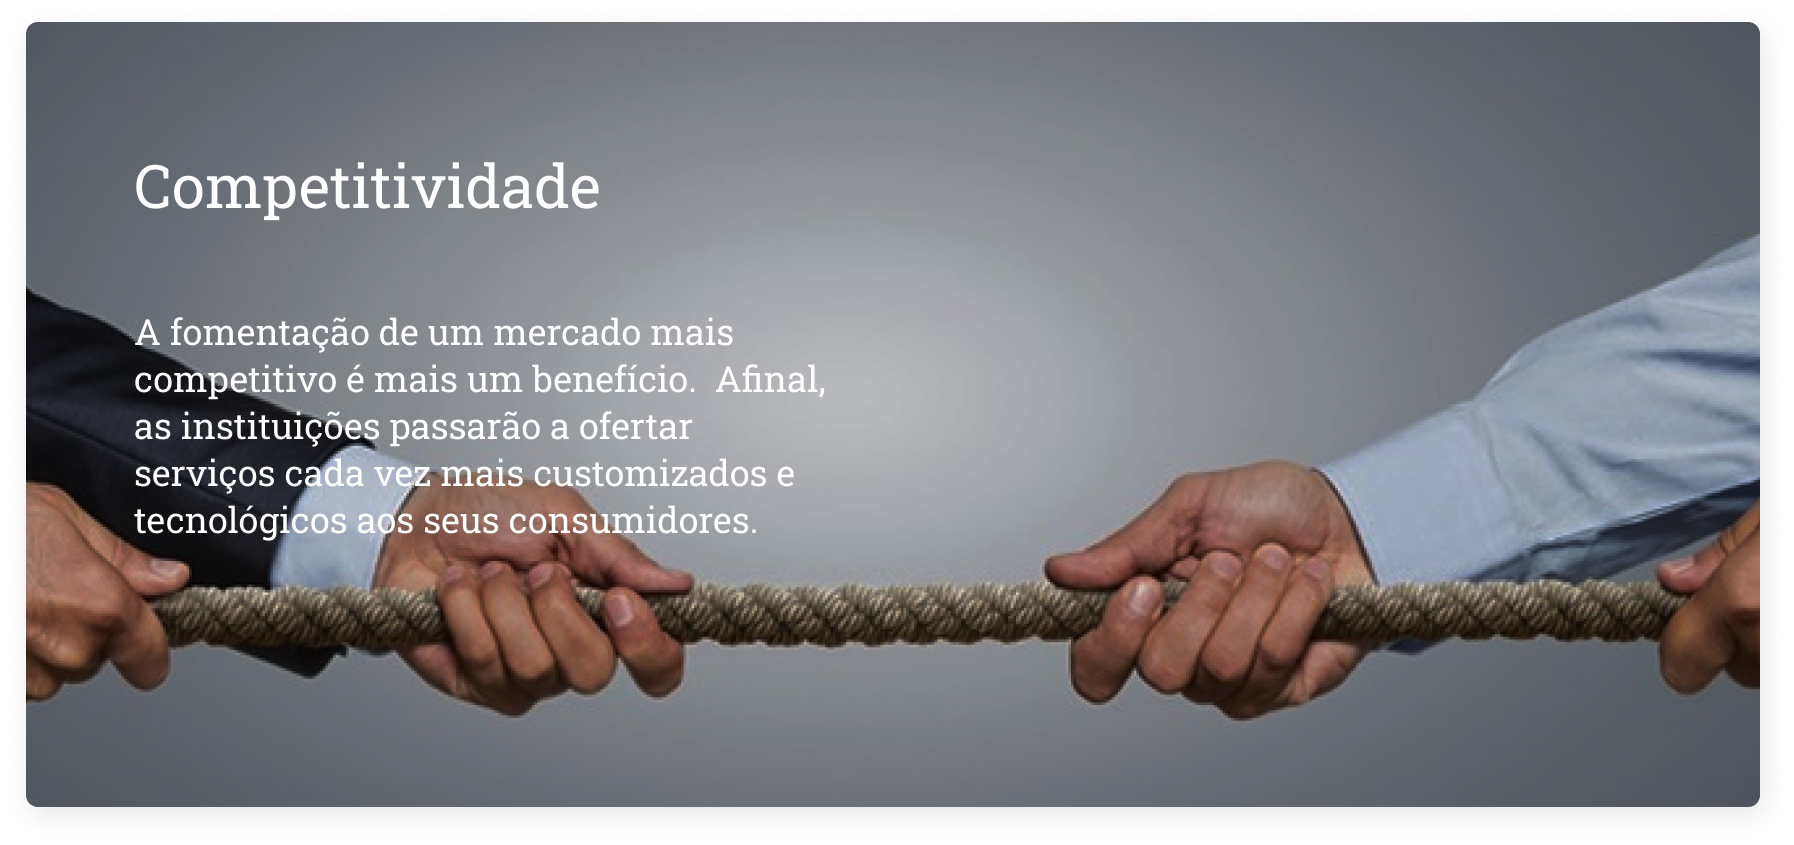 Competitividade
A fomentação de um mercado mais
competitivo é mais um benefício.  Afinal,
as instituições passarão a ofertar
serviços cada vez mais customizados e
tecnológicos aos seus consumidores.